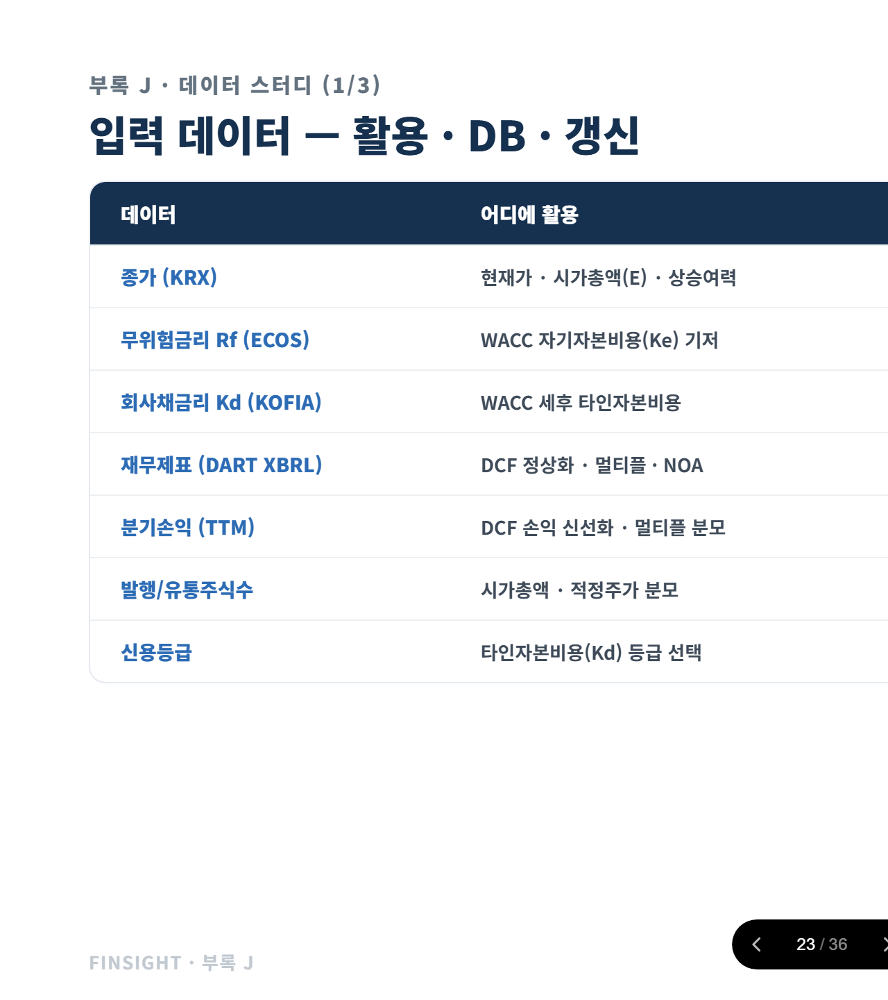 부록 J · 데이터 스터디 (1/3)
입력 데이터 — 활용 · DB · 갱신
데이터 어디에 활용
종가 (KRX) 현재가 · 시가총액(E) · 상승여력
무위험금리 Rf (ECOS) WACC 자기자본비용(Ke) 기저
회사채금리 Kd (KOFIA) WACC 세후 타인자본비용
재무제표 (DART XBRL) DCF 정상화 · 멀티플 · NOA
분기손익 (TTM) DCF 손익 신선화 · 멀티플 분모
발행/유통주식수 시가총액 · 적정주가 분모
신용등급 타인자본비용(Kd) 등급 선택
23 / 36
FINSIGHT · 부록 J